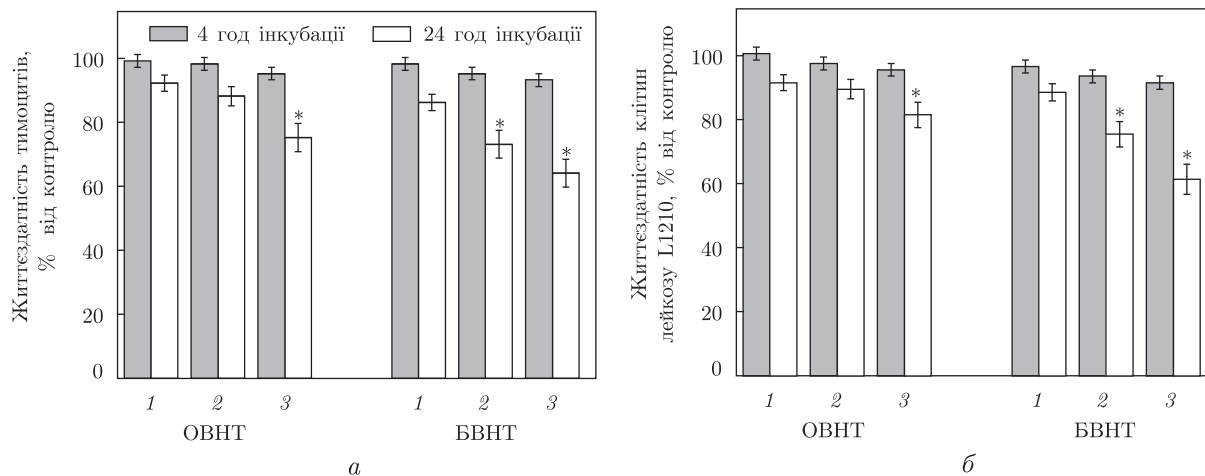 4 год інкубації 24 год інкубації
Життєздатність тимоцитів,
% від контролю
100
80
60
40
20
0
*
*
*
1 2 3 1 2 3
ОВНТ БВНТ
а
Життєздатність клітин
лейкозу L1210, % від контролю
100
80
60
40
20
0
*
*
*
1 2 3 1 2 3
ОВНТ БВНТ
б